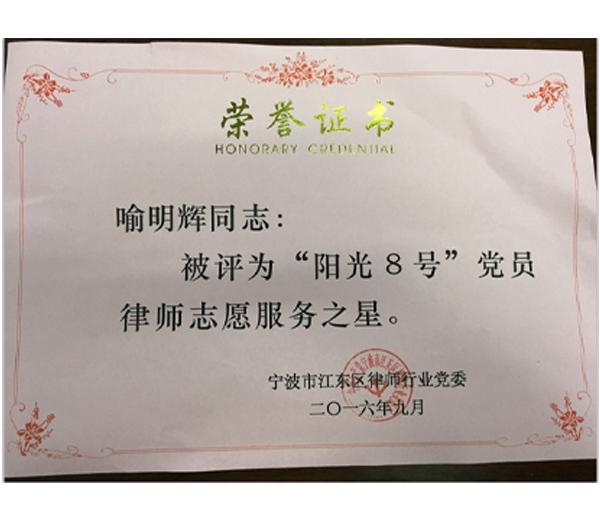 荣誉证书
HONORARY CREDENTIAL
喻明辉同志：
被评为“阳光8号”党员
律师志愿服务之星。
宁波市江东区律师行业党委
二〇一六年九月